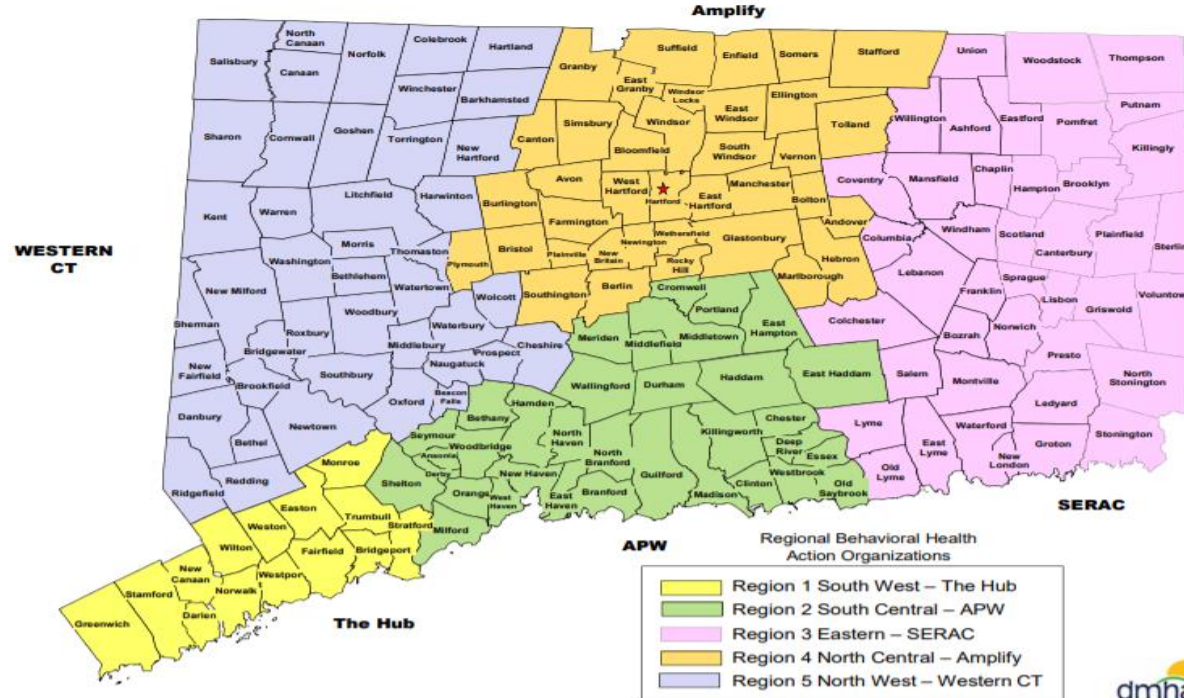 Amplify
North
Canaan
Salisbury
Canaan
Norfolk
Colebrook
Hartland
Winchester
Barkhamsted
Sharon
Cornwall
Goshen
Torrington
New
Hartford
Kent
Warren
Litchfield
Harwinton
Morris
Washington
Bethlehem
Thomaston
Watertown
New Milford
Woodbury
Wolcott
Waterbury
Sherman
Roxbury
Bridgewater
Middlebury
Prospect
Cheshire
Naugatuck
New
Fairfield
Brookfield
Southbury
Oxford
Beacon
Falls
Danbury
Newtown
Bethel
Redding
Ridgefield
WESTERN
CT
Granby
Suffield
Enfield
Somers
Stafford
East
Granby
Windsor
Locks
Ellington
East
Windsor
Canton
Simsbury
Windsor
Tolland
Bloomfield
South
Windsor
Vernon
Avon
West
Hartford
Hartford
East
Hartford
Manchester
Bolton
Burlington
Farmington
Andover
Wethersfield
Newington
Glastonbury
Hebron
Plymouth
Bristol
Plainville
New
Britain
Rocky
Hill
Marlborough
Southington
Berlin
Union
Woodstock
Thompson
Putnam
Willington
Ashford
Eastford
Pomfret
Killingly
Coventry
Mansfield
Chaplin
Hampton
Brooklyn
Columbia
Windham
Scotland
Plainfield
Sterlin
Canterbury
Lebanon
Sprague
Franklin
Lisbon
Griswold
Voluntow
Colchester
Bozrah
Norwich
Presto
Salem
Montville
North
Stonington
Ledyard
Lyme
East
Lyme
Waterford
Groton
Stonington
New
London
Old
Lyme
SERAC
Cromwell
Portland
East
Hampton
Meriden
Middlefield
Middletown
Wallingford
Durham
Haddam
East Haddam
Hamden
Bethany
Chester
Seymour
Woodbridge
North
Haven
Killingworth
Deep
River
Essex
Ansonia
Derby
North
Branford
Westbrook
New Haven
Guilford
Shelton
Orange
West
Haven
East
Haven
Branford
Madison
Clinton
Old
Saybrook
Milford
APW
Monroe
Easton
Trumbull
Stratford
Weston
Wilton
Fairfield
Bridgeport
New
Canaan
Westpor
Stamford
Norwalk
Darien
Greenwich
The Hub
Regional Behavioral Health
Action Organizations
Region 1 South West – The Hub
Region 2 South Central – APW
Region 3 Eastern – SERAC
Region 4 North Central – Amplify
Region 5 North West – Western CT
dmha